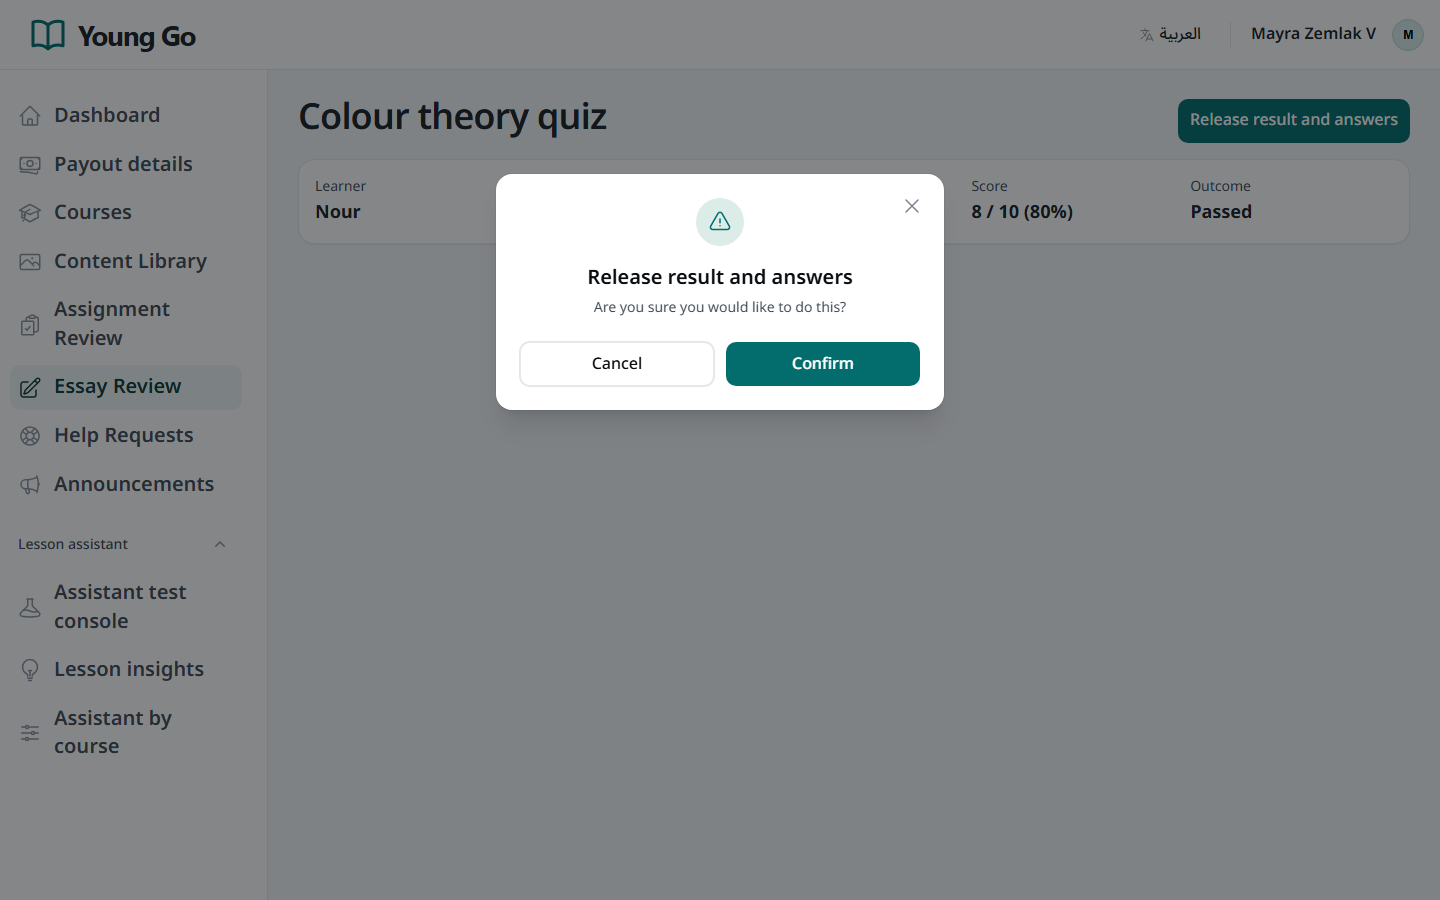 Young Go
العربية
Mayra Zemlak V
M
Dashboard
Payout details
Courses
Content Library
Assignment
Review
Essay Review
Help Requests
Announcements
Lesson assistant
Assistant test
console
Lesson insights
Assistant by
course
Colour theory quiz
Release result and answers
Learner
Nour
Score
8 / 10 (80%)
Outcome
Passed
Release result and answers
Are you sure you would like to do this?
Cancel
Confirm